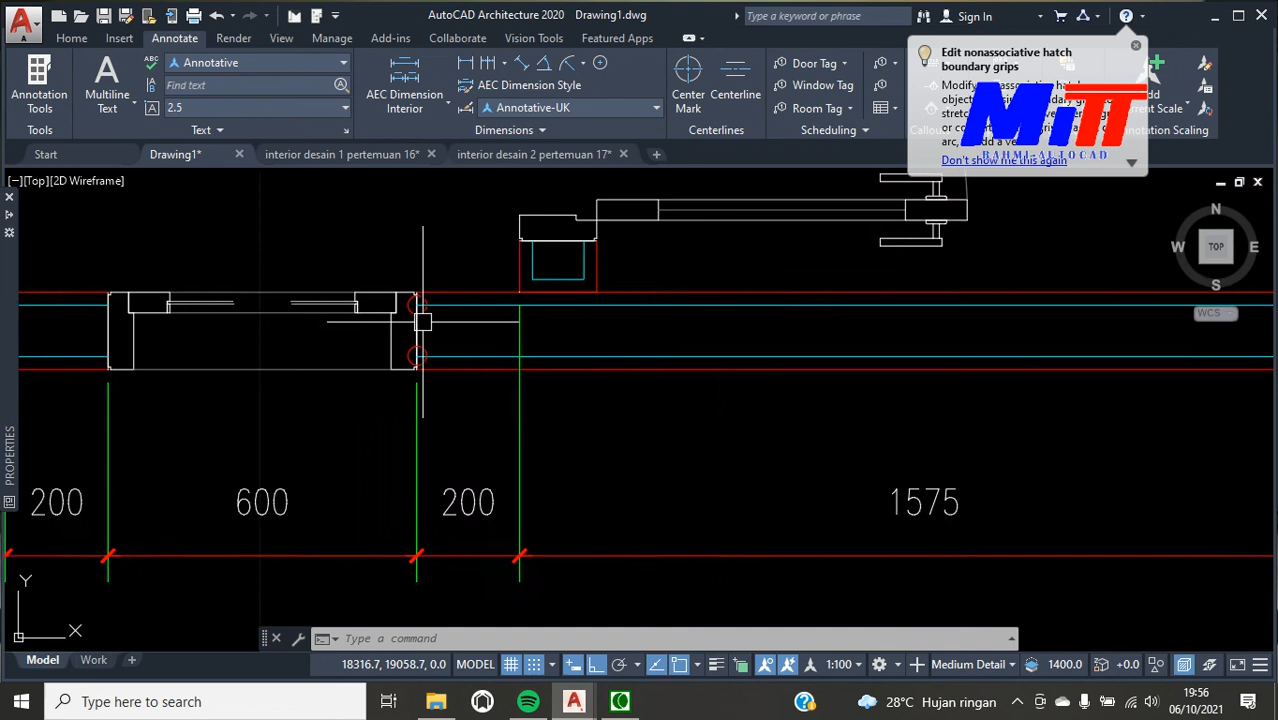 AutoCAD Architecture 2020 Drawing1.dwg
Type a keyword or phrase
Sign In
Home Insert Annotate Render View Manage Add-ins Collaborate Vision Tools Featured Apps
Annotation Tools
Multiline Text
Annotative
Find text
2.5
AEC Dimension Interior
AEC Dimension Style
Annotative-UK
Center Mark
Centerline
Door Tag
Window Tag
Room Tag
Tools
Text
Dimensions
Centerlines
Scheduling
Annotation Scaling
Edit nonassociative hatch
boundary grips
Don't show me this again
MiTT
RAHMI-AUTOCAD
Start
Drawing1*
interior desain 1 pertemuan 16*
interior desain 2 pertemuan 17*
[−][Top][2D Wireframe]
N
W TOP E
S
WCS
PROPERTIES
200 600 200 1575
Y
X
Type a command
Model Work
18316.7, 19058.7, 0.0 MODEL 1:100 Medium Detail 1400.0 +0.0
Type here to search
28°C Hujan ringan
19:56
06/10/2021